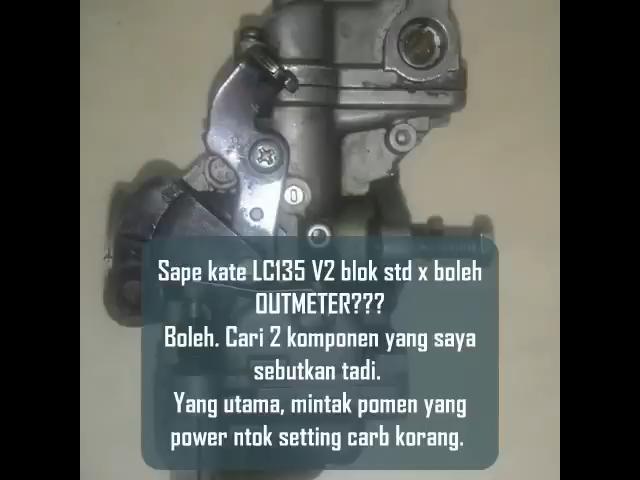 Sape kate LC135 V2 blok std x boleh
OUTMETER???
Boleh. Cari 2 komponen yang saya
sebutkan tadi.
Yang utama, mintak pomen yang
power ntok setting carb korang.